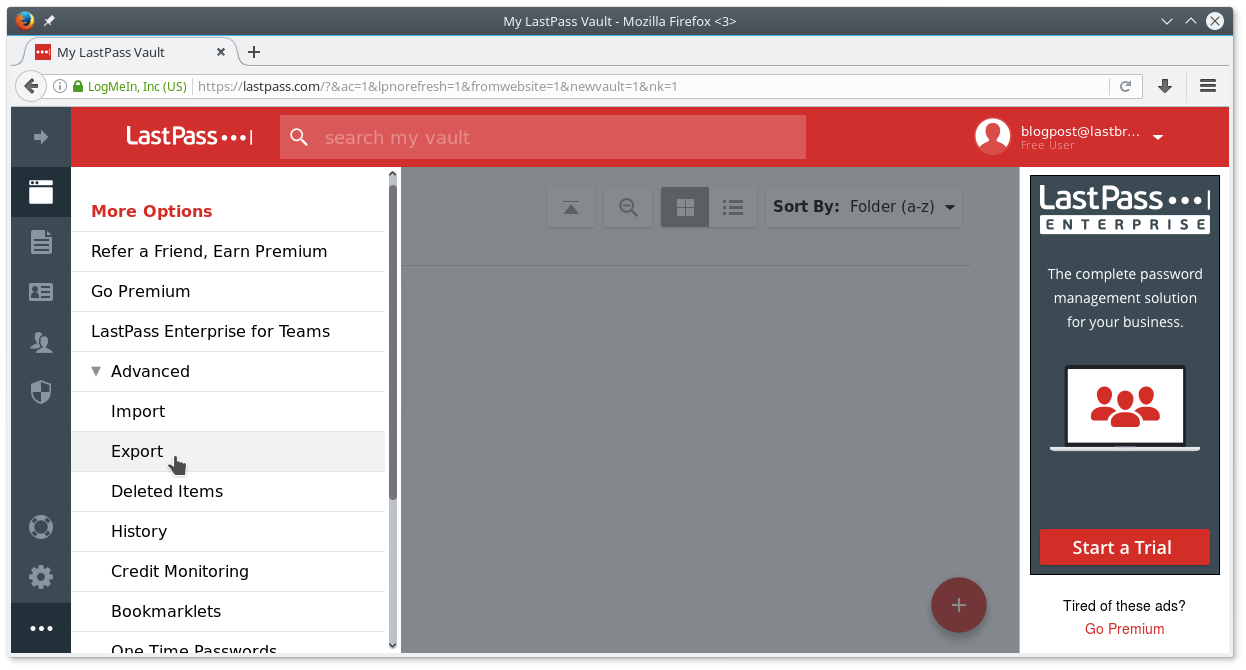 My LastPass Vault - Mozilla Firefox <3>
My LastPass Vault
LogMeIn, Inc (US)
https://lastpass.com/?&ac=1&lpnorefresh=1&fromwebsite=1&newvault=1&nk=1
LastPass
search my vault
blogpost@lastbr...
Free User
More Options
Refer a Friend, Earn Premium
Go Premium
LastPass Enterprise for Teams
Advanced
Import
Export
Deleted Items
History
Credit Monitoring
Bookmarklets
One Time Passwords
Sort By: Folder (a-z)
+
LastPass
ENTERPRISE
The complete password
management solution
for your business.
Start a Trial
Tired of these ads?
Go Premium